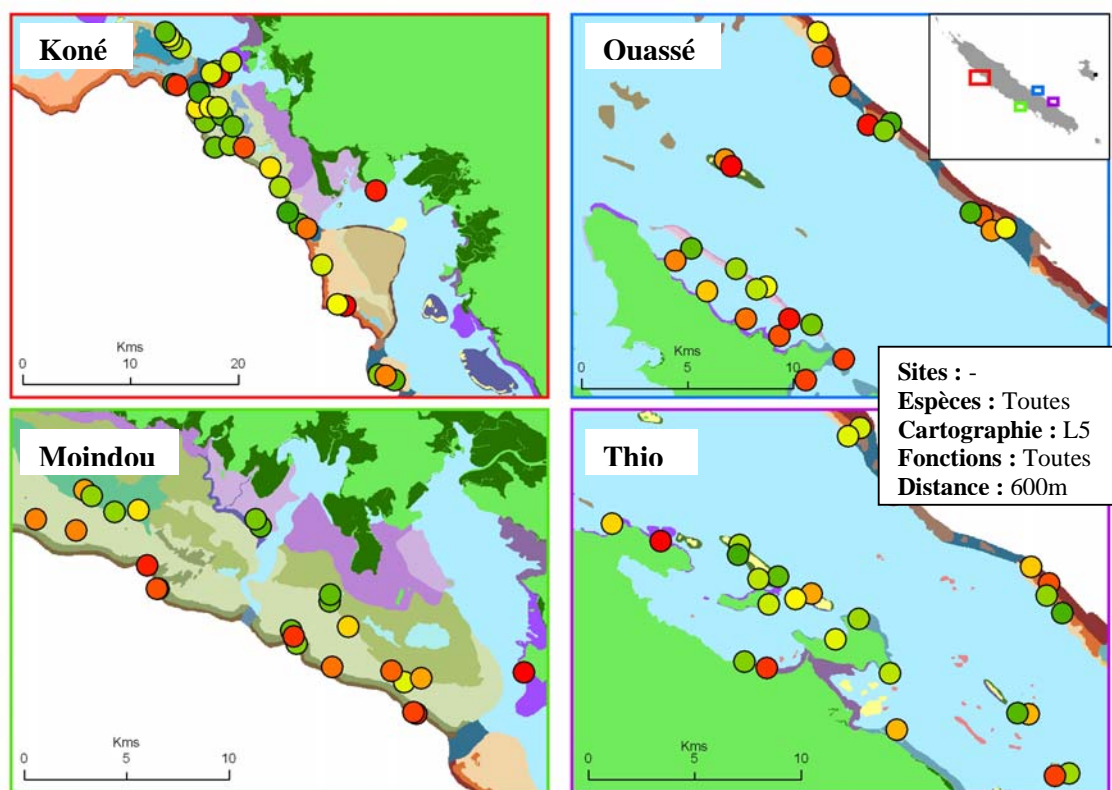 Koné
Kms
0 10 20
Ouassé
Kms
0 5 10
Sites : -
Espèces : Toutes
Cartographie : L5
Fonctions : Toutes
Distance : 600m
Moindou
Kms
0 5 10
Thio
Kms
0 5 10